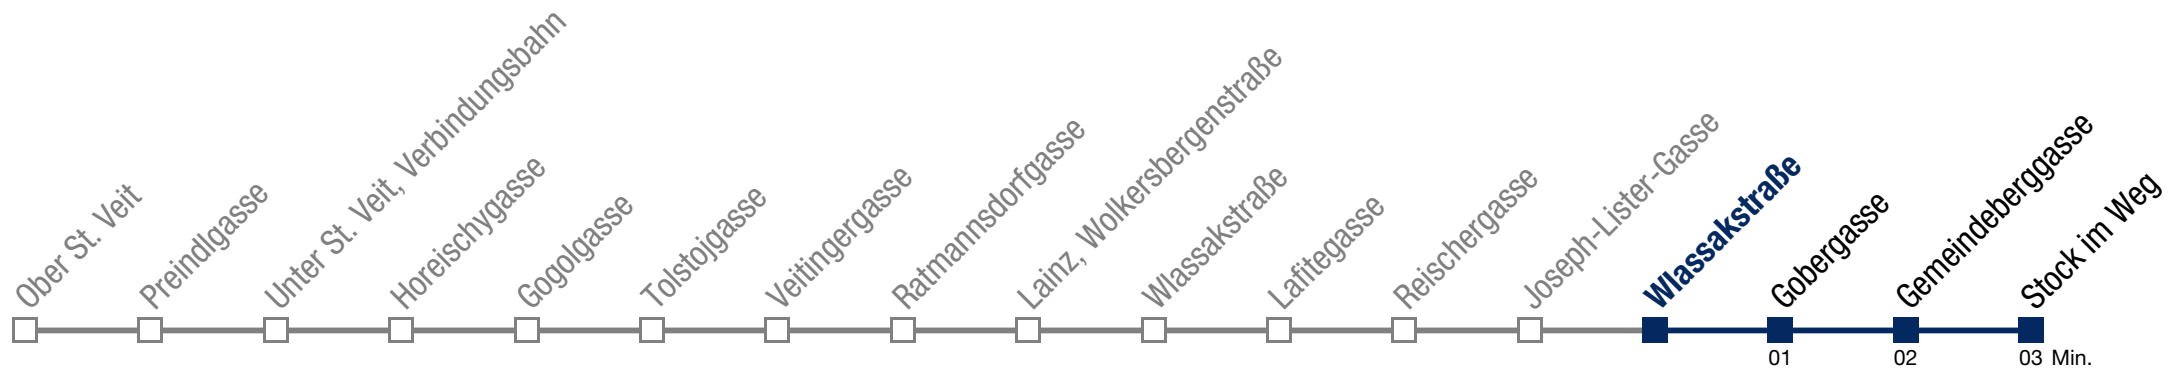 Ober St. Veit
Preindlgasse
Unter St. Veit, Verbindungsbahn
Horeischygasse
Gogolgasse
Tolstojgasse
Veitingergasse
Ratmannsdorfgasse
Lainz, Wolkersbergenstraße
Wlassakstraße
Lafitegasse
Reischergasse
Joseph-Lister-Gasse
Wlassakstraße
Gobergasse
Gemeindeberggasse
Stock im Weg
01 02 03 Min.